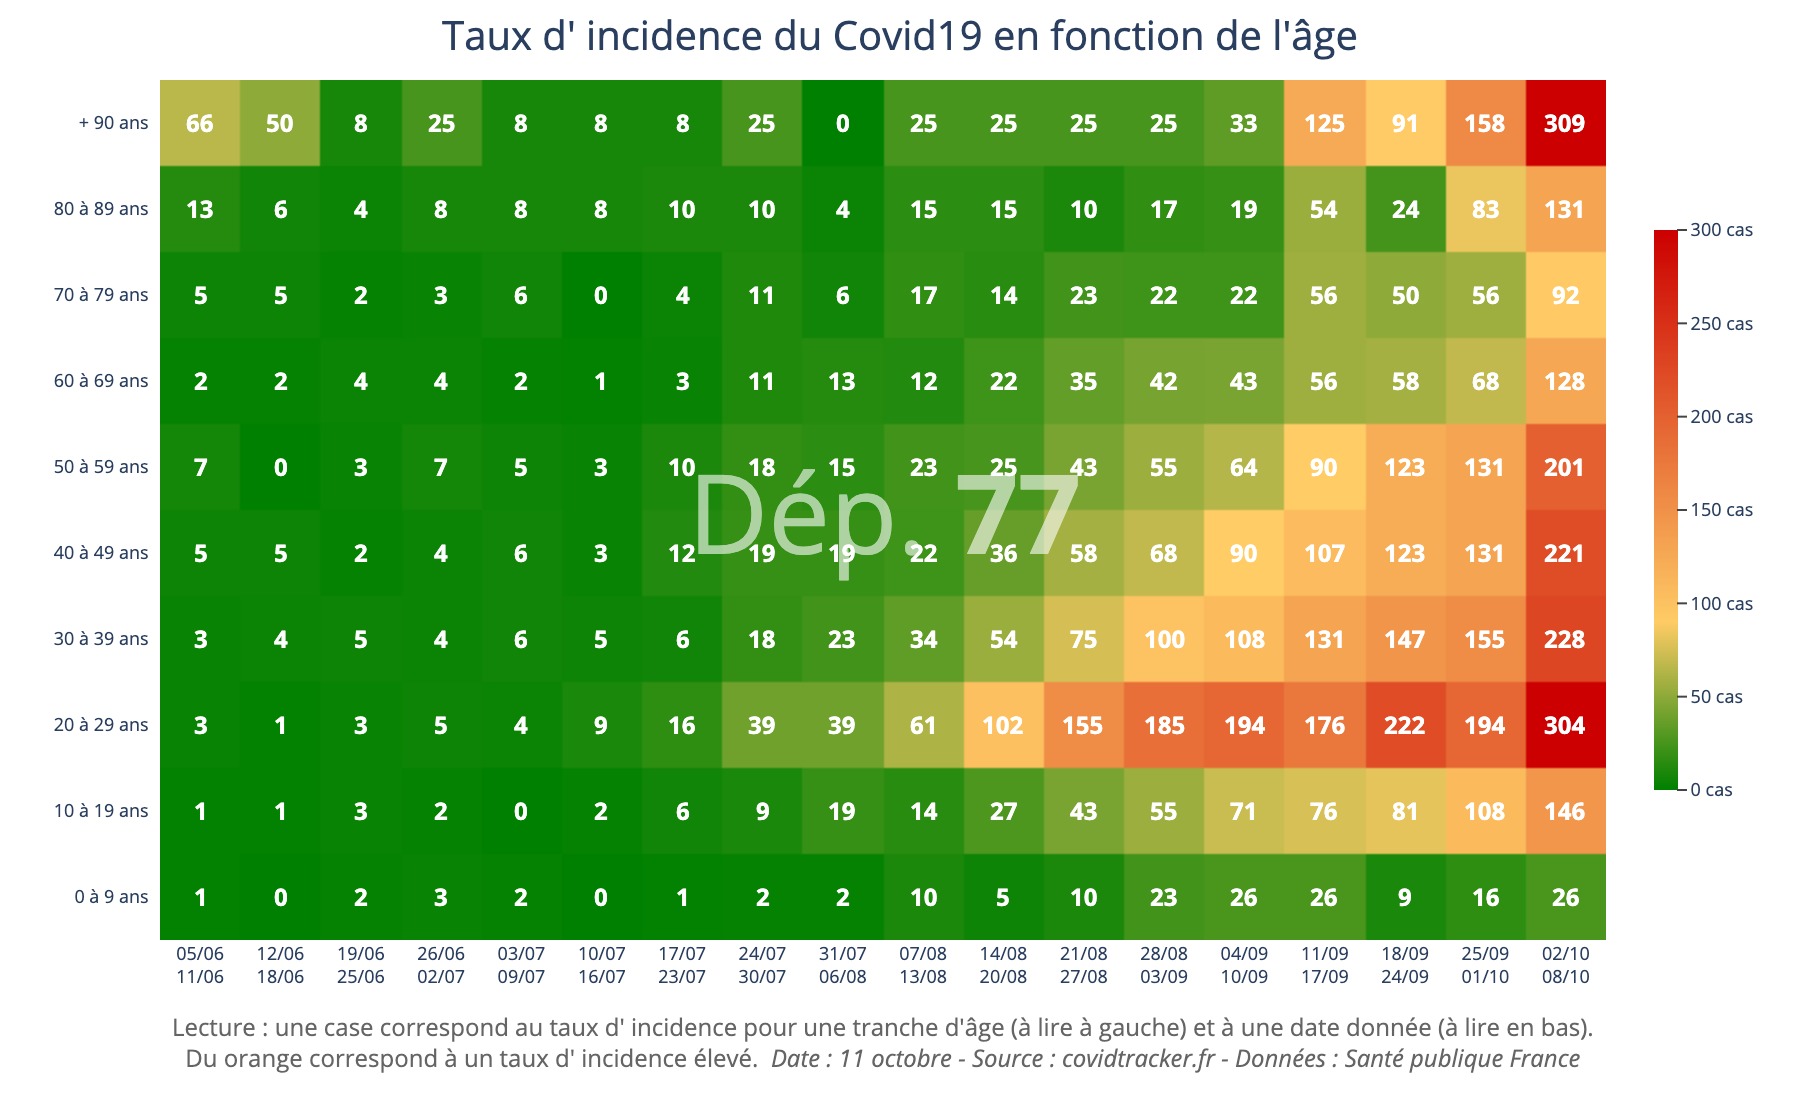 Taux d' incidence du Covid19 en fonction de l'âge
+ 90 ans 66 50 8 25 8 8 8 25 0 25 25 25 25 33 125 91 158 309
80 à 89 ans 13 6 4 8 8 8 10 10 4 15 15 10 17 19 54 24 83 131
70 à 79 ans 5 5 2 3 6 0 4 11 6 17 14 23 22 22 56 50 56 92
60 à 69 ans 2 2 4 4 2 1 3 11 13 12 22 35 42 43 56 58 68 128
50 à 59 ans 7 0 3 7 5 3 10 18 15 23 25 43 55 64 90 123 131 201
Dép. 77
40 à 49 ans 5 5 2 4 6 3 12 19 19 22 36 58 68 90 107 123 131 221
30 à 39 ans 3 4 5 4 6 5 6 18 23 34 54 75 100 108 131 147 155 228
20 à 29 ans 3 1 3 5 4 9 16 39 39 61 102 155 185 194 176 222 194 304
10 à 19 ans 1 1 3 2 0 2 6 9 19 14 27 43 55 71 76 81 108 146
0 à 9 ans 1 0 2 3 2 0 1 2 2 10 5 10 23 26 26 9 16 26
05/06 12/06 19/06 26/06 03/07 10/07 17/07 24/07 31/07 07/08 14/08 21/08 28/08 04/09 11/09 18/09 25/09 02/10
11/06 18/06 25/06 02/07 09/07 16/07 23/07 30/07 06/08 13/08 20/08 27/08 03/09 10/09 17/09 24/09 01/10 08/10
300 cas
250 cas
200 cas
150 cas
100 cas
50 cas
0 cas
Lecture : une case correspond au taux d' incidence pour une tranche d'âge (à lire à gauche) et à une date donnée (à lire en bas).
Du orange correspond à un taux d' incidence élevé. Date : 11 octobre - Source : covidtracker.fr - Données : Santé publique France